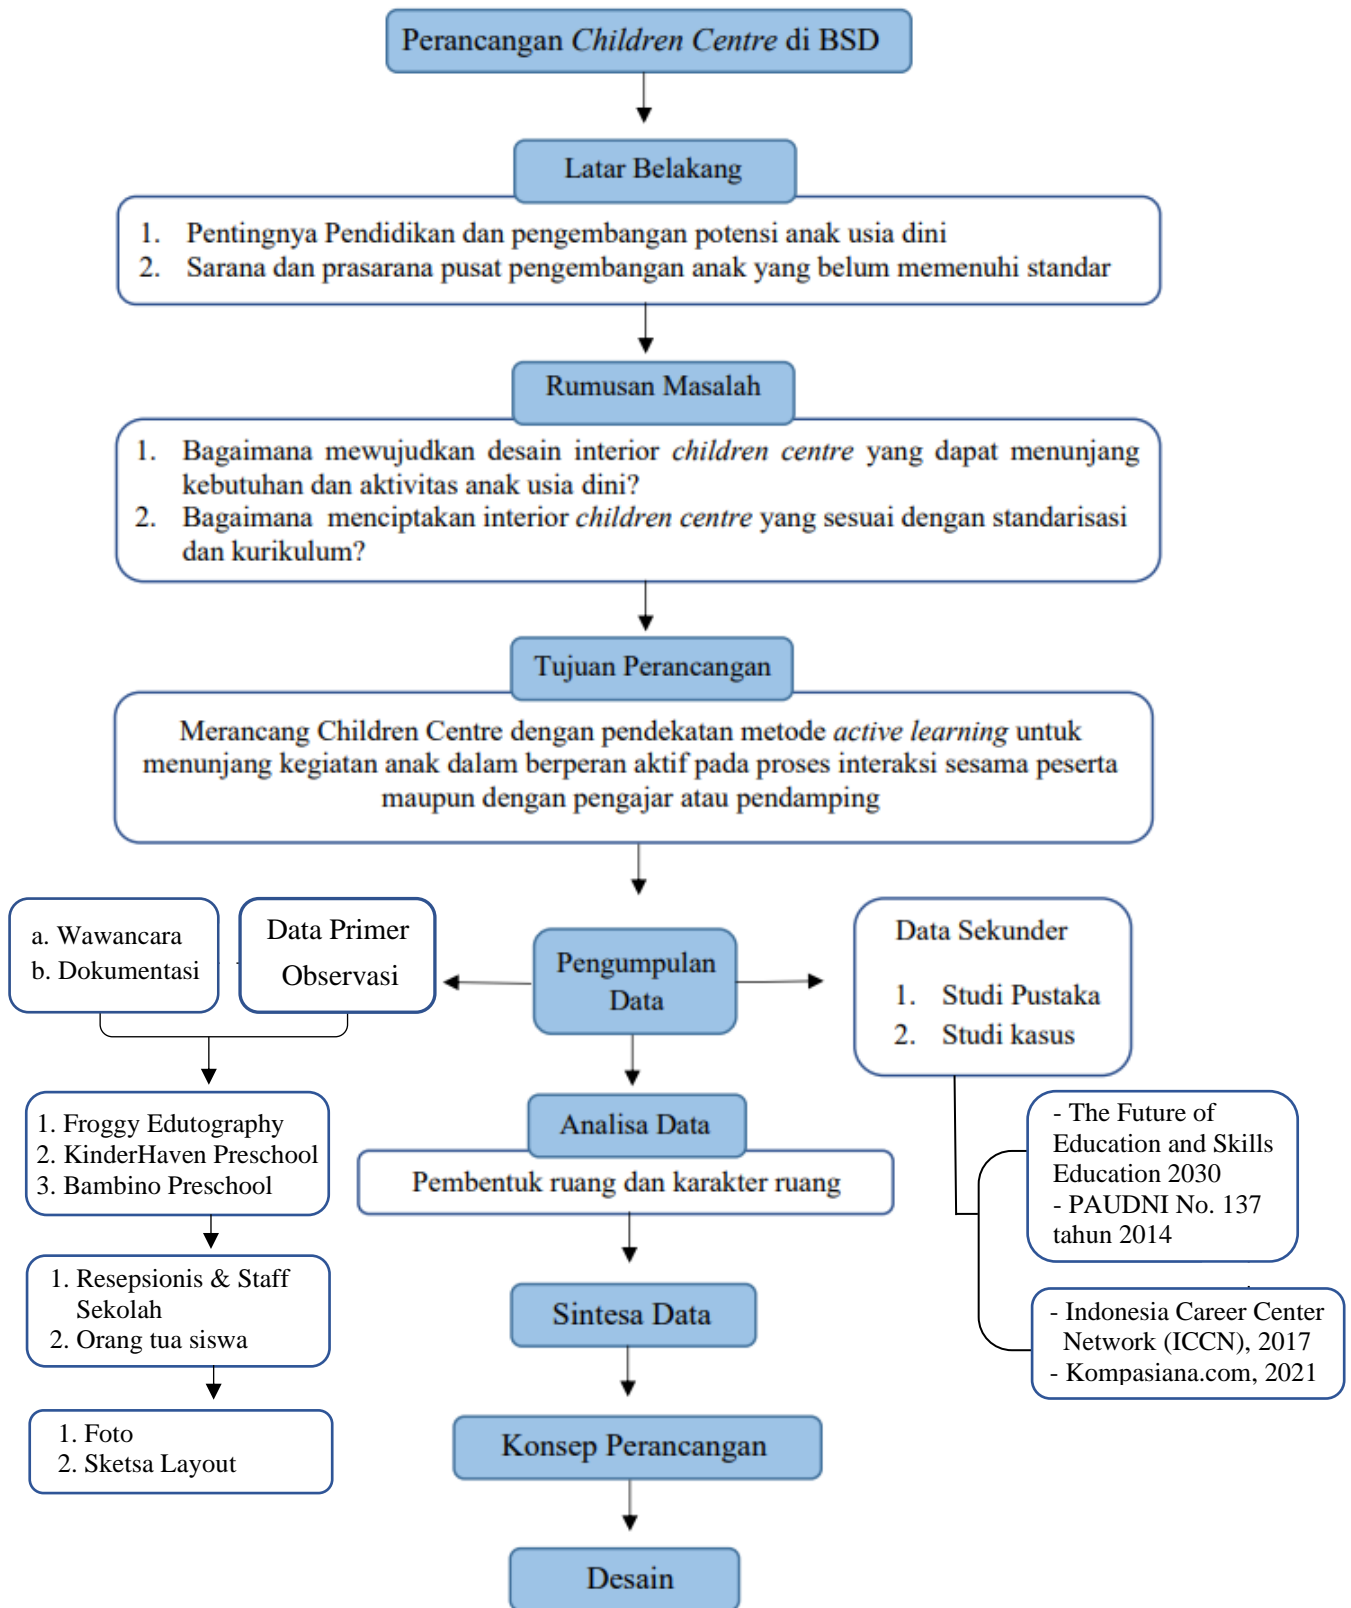 Perancangan Children Centre di BSD
Latar Belakang
1. Pentingnya Pendidikan dan pengembangan potensi anak usia dini
2. Sarana dan prasarana pusat pengembangan anak yang belum memenuhi standar
Rumusan Masalah
1. Bagaimana mewujudkan desain interior children centre yang dapat menunjang
kebutuhan dan aktivitas anak usia dini?
2. Bagaimana menciptakan interior children centre yang sesuai dengan standarisasi
dan kurikulum?
Tujuan Perancangan
Merancang Children Centre dengan pendekatan metode active learning untuk
menunjang kegiatan anak dalam berperan aktif pada proses interaksi sesama peserta
maupun dengan pengajar atau pendamping
a. Wawancara
b. Dokumentasi
Data Primer
Observasi
Pengumpulan
Data
Data Sekunder
1. Studi Pustaka
2. Studi kasus
1. Froggy Edutography
2. KinderHaven Preschool
3. Bambino Preschool
Analisa Data
Pembentuk ruang dan karakter ruang
- The Future of
Education and Skills
Education 2030
- PAUDNI No. 137
tahun 2014
1. Resepsionis & Staff
Sekolah
2. Orang tua siswa
Sintesa Data
- Indonesia Career Center
Network (ICCN), 2017
- Kompasiana.com, 2021
1. Foto
2. Sketsa Layout
Konsep Perancangan
Desain